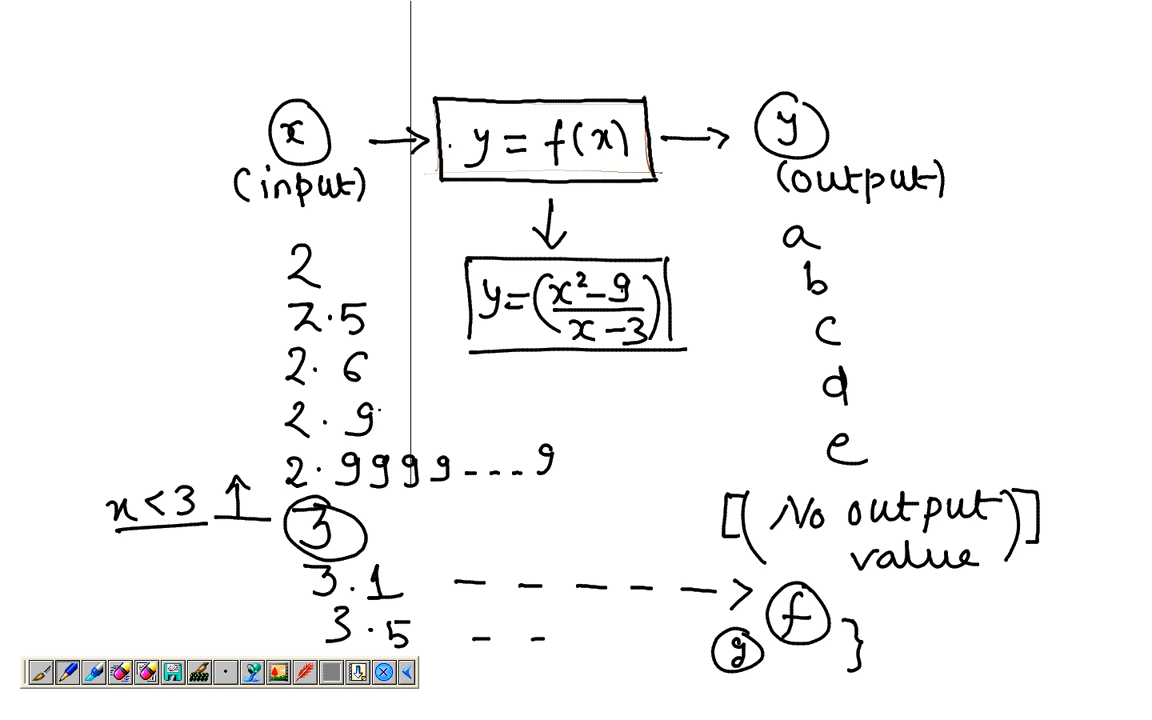 x → y = f(x) → y
(input) (output)
↓
y = (x² - 9 / x - 3)
2 a
2.5 b
2.6 c
2.9 d
2.9999---9 e
x < 3 ↑ 3 [(No output value)]
3.1 - - - - - > f
3.5 - - g }